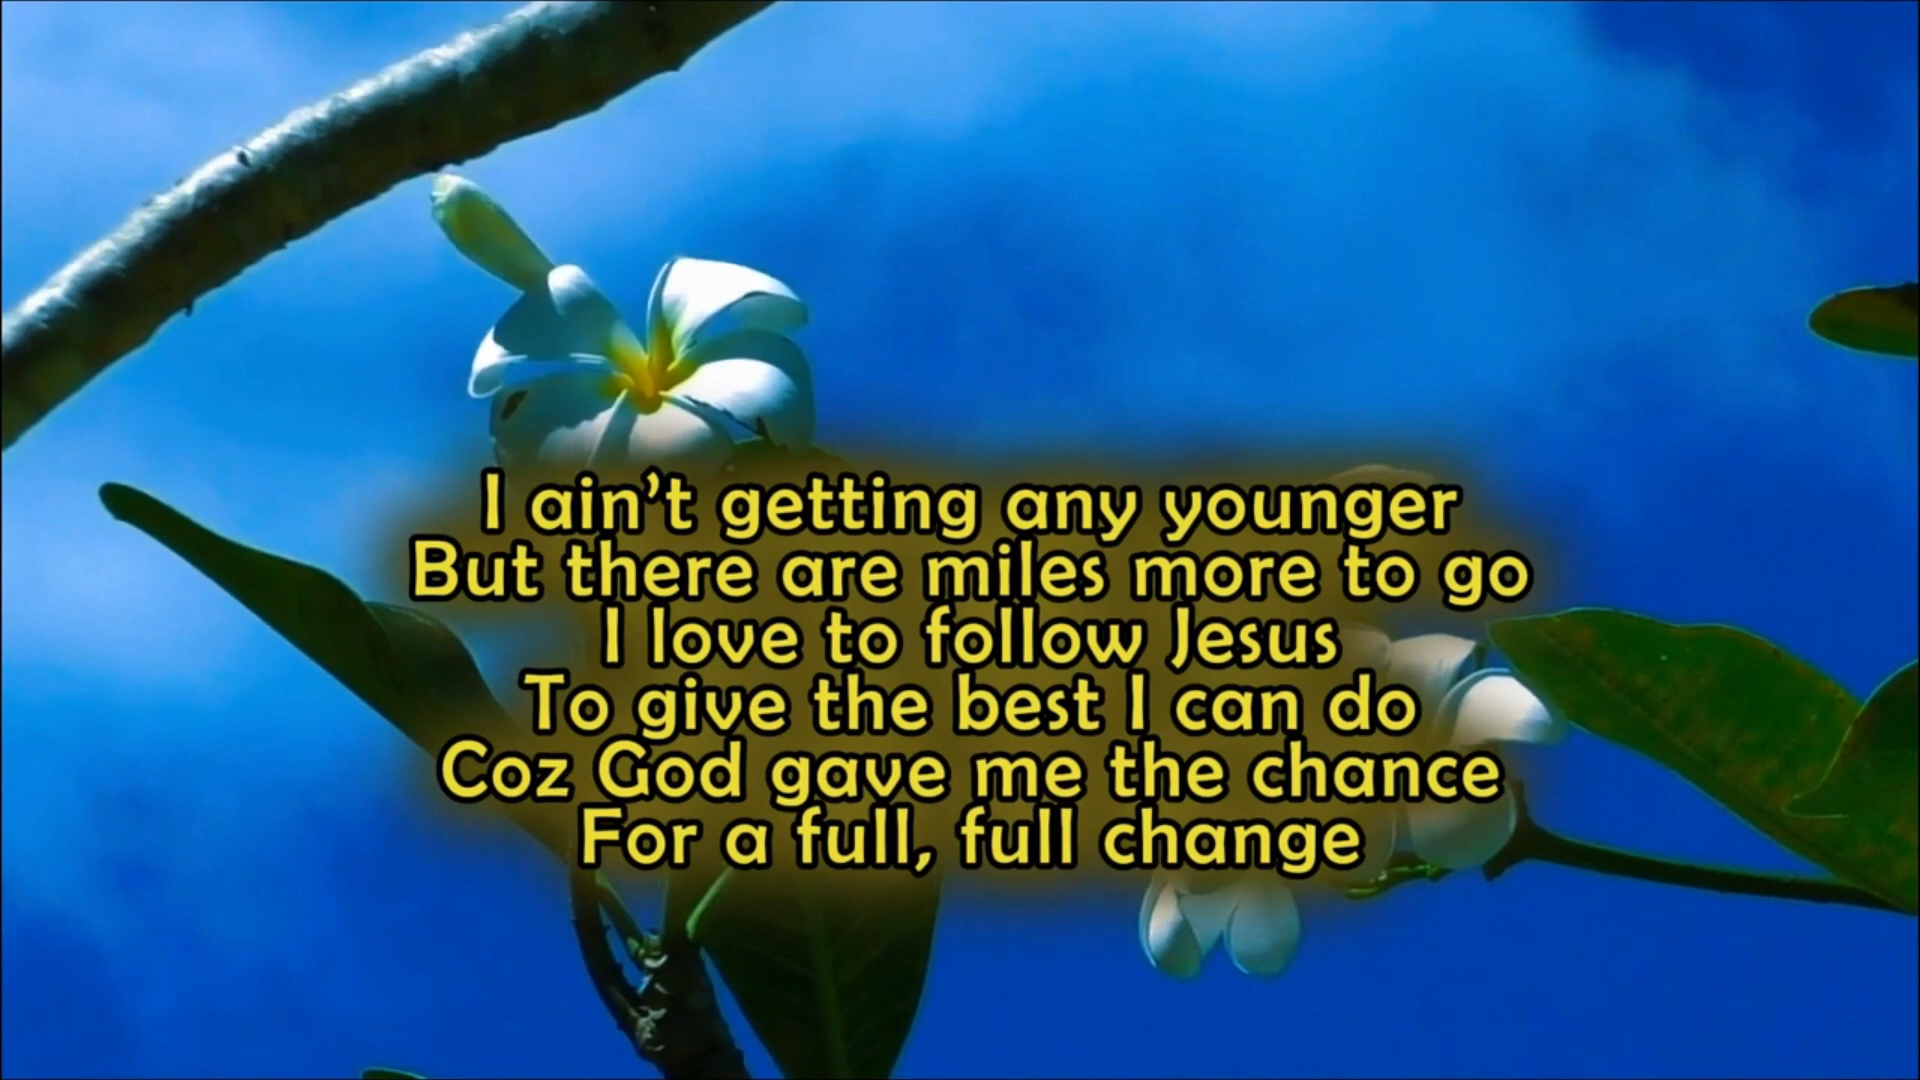 I ain’t getting any younger
But there are miles more to go
I love to follow Jesus
To give the best I can do
Coz God gave me the chance
For a full, full change